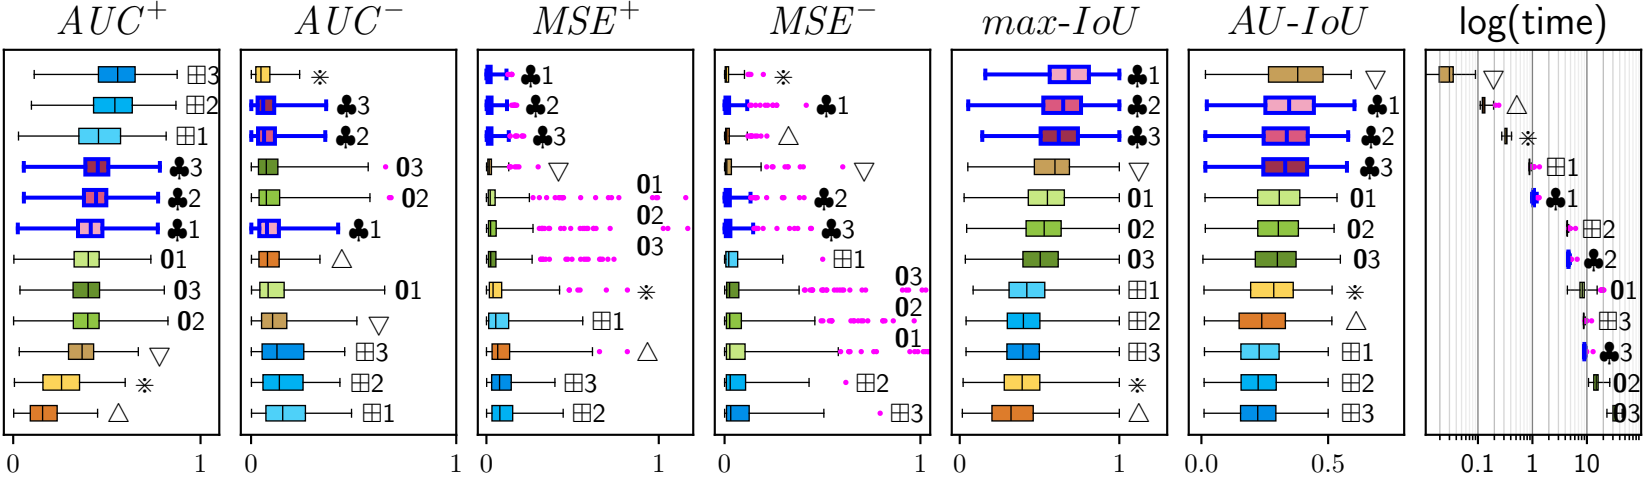 AUC⁺ AUC⁻ MSE⁺ MSE⁻ max-IoU AU-IoU log(time)
⊞3 ※ ♣1 ※ ♣1 ▽ ▽
⊞2 ♣3 ♣2 ♣1 ♣2 ♣1 △
⊞1 ♣2 ♣3 △ ♣3 ♣2 ※
♣3 03 ▽ ▽ ▽ ♣3 ⊞1
♣2 02 01 ♣2 01 01 ♣1
♣1 ♣1 02 ♣3 02 02 ⊞2
01 △ 03 ⊞1 03 03 ♣2
03 01 ※ 03 ⊞1 ※ 01
02 ▽ ⊞1 02 ⊞2 △ ⊞3
▽ ⊞3 △ 01 ⊞3 ⊞1 ♣3
※ ⊞2 ⊞3 ⊞2 ※ ⊞2 02
△ ⊞1 ⊞2 ⊞3 △ ⊞3 03
0 1 0 1 0 1 0 1 0 1 0.0 0.5 0.1 1 10